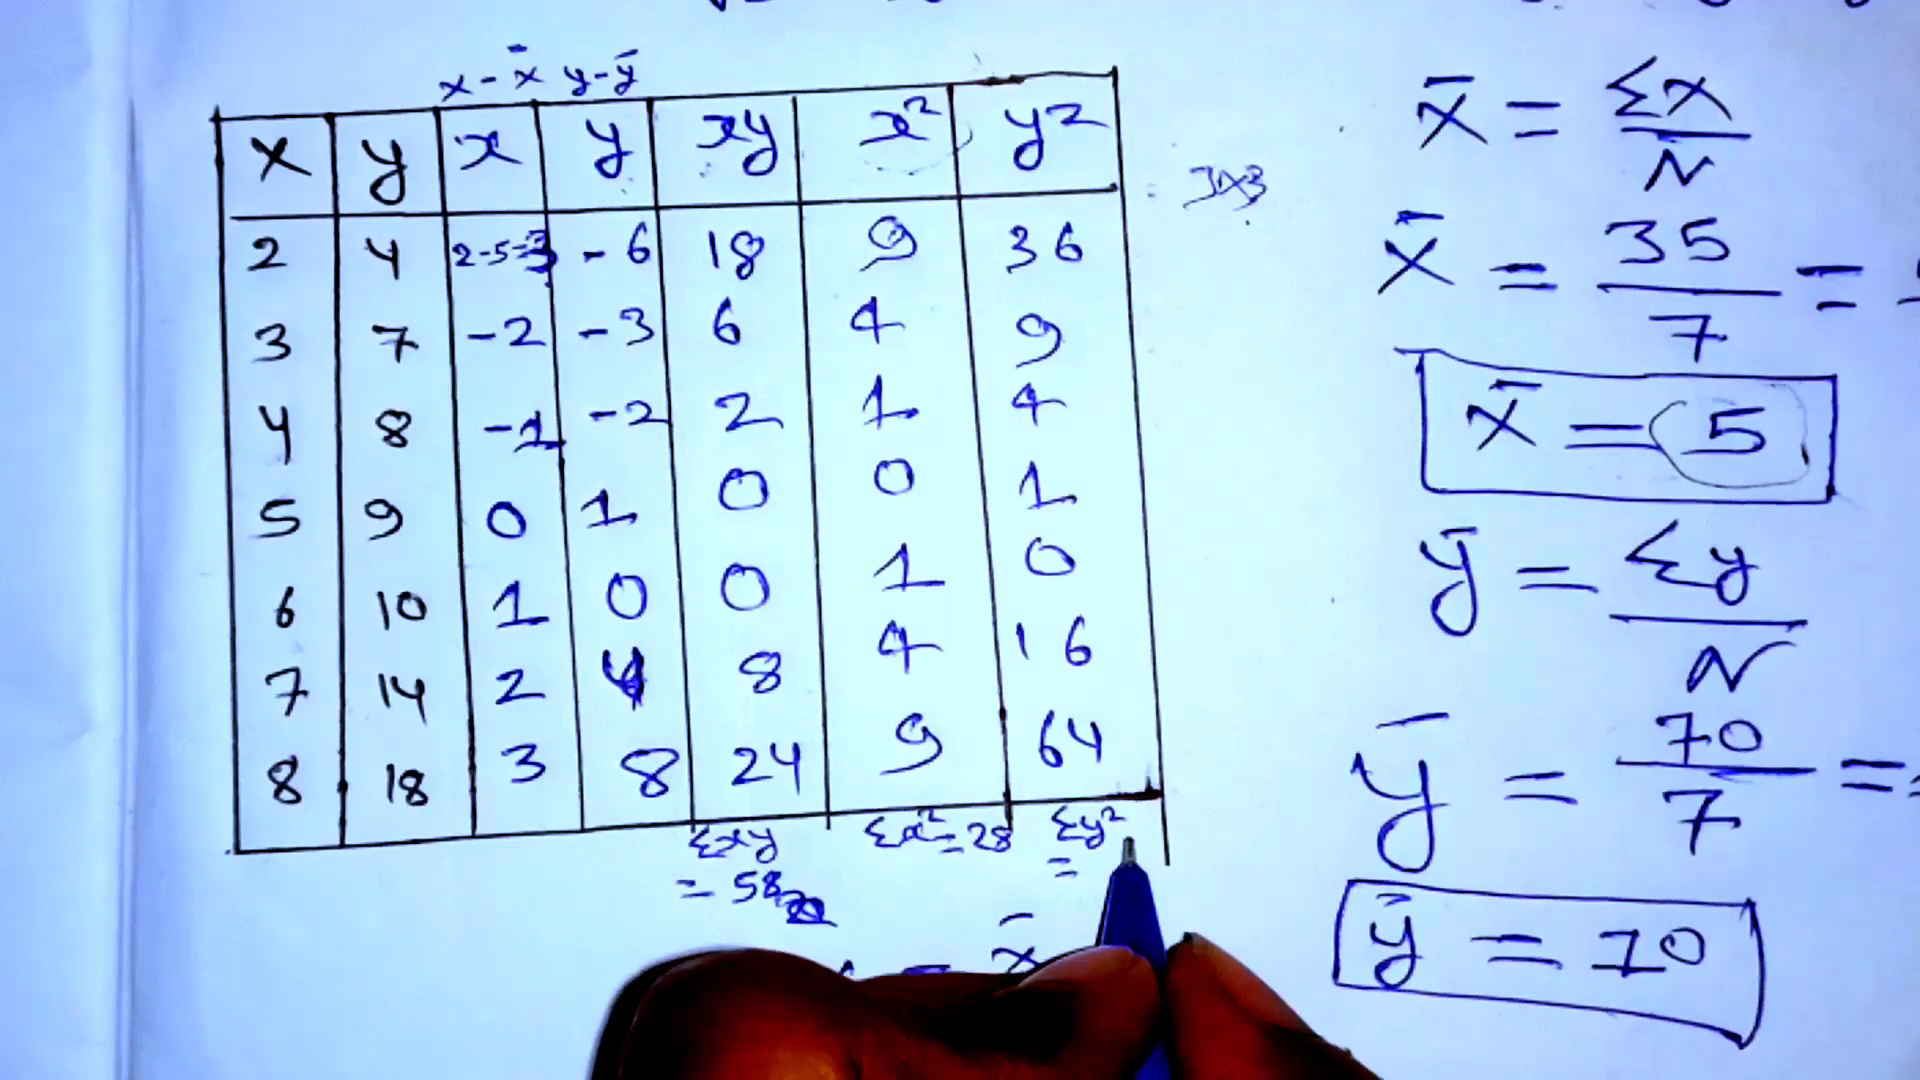 x - x̄ y - ȳ
X y x y xy x² y²
2 4 2-5=-3 -6 18 9 36
3 7 -2 -3 6 4 9
4 8 -1 -2 2 1 4
5 9 0 1 0 0 1
6 10 1 0 0 1 0
7 14 2 4 8 4 16
8 18 3 8 24 9 64
Σxy Σx²=28 Σy²
= 58 =
= x̄
3x3
X̄ = Σx
N
X̄ = 35 =
7
X̄ = 5
ȳ = Σy
N
ȳ = 70 =
7
ȳ = 10